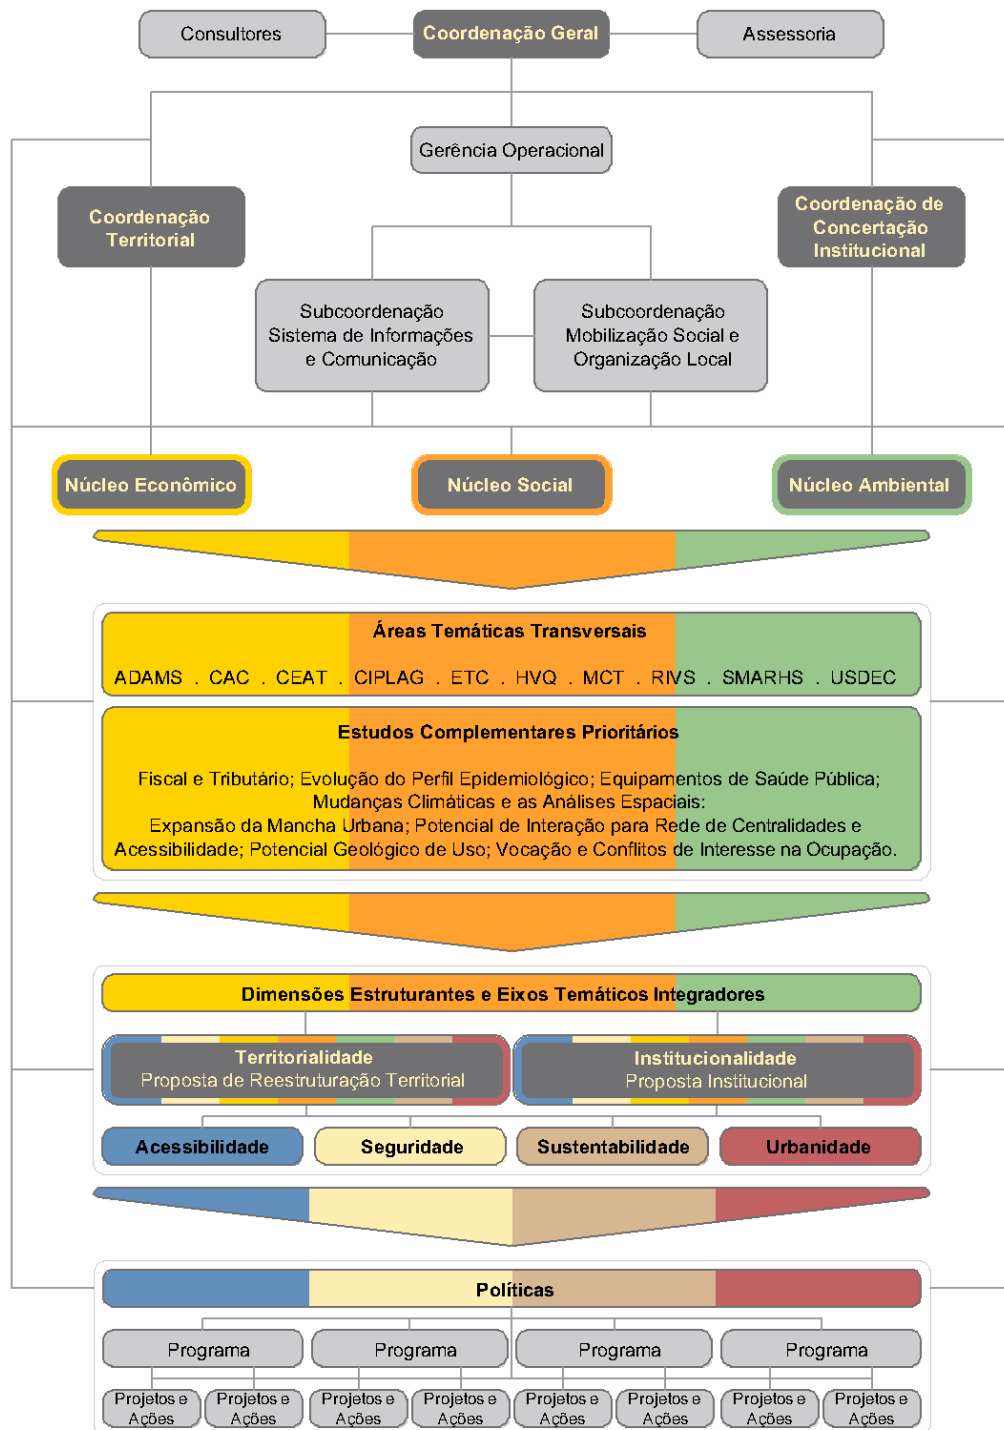 Consultores
Coordenação Geral
Assessoria
Gerência Operacional
Coordenação
Territorial
Coordenação de
Concertação
Institucional
Subcoordenação
Sistema de Informações
e Comunicação
Subcoordenação
Mobilização Social e
Organização Local
Núcleo Econômico
Núcleo Social
Núcleo Ambiental
Áreas Temáticas Transversais
ADAMS . CAC . CEAT . CIPLAG . ETC . HVQ . MCT . RIVS . SMARHS . USDEC
Estudos Complementares Prioritários
Fiscal e Tributário; Evolução do Perfil Epidemiológico; Equipamentos de Saúde Pública;
Mudanças Climáticas e as Análises Espaciais:
Expansão da Mancha Urbana; Potencial de Interação para Rede de Centralidades e
Acessibilidade; Potencial Geológico de Uso; Vocação e Conflitos de Interesse na Ocupação.
Dimensões Estruturantes e Eixos Temáticos Integradores
Territorialidade
Proposta de Reestruturação Territorial
Institucionalidade
Proposta Institucional
Acessibilidade
Seguridade
Sustentabilidade
Urbanidade
Políticas
Programa
Programa
Programa
Programa
Projetos e
Ações
Projetos e
Ações
Projetos e
Ações
Projetos e
Ações
Projetos e
Ações
Projetos e
Ações
Projetos e
Ações
Projetos e
Ações